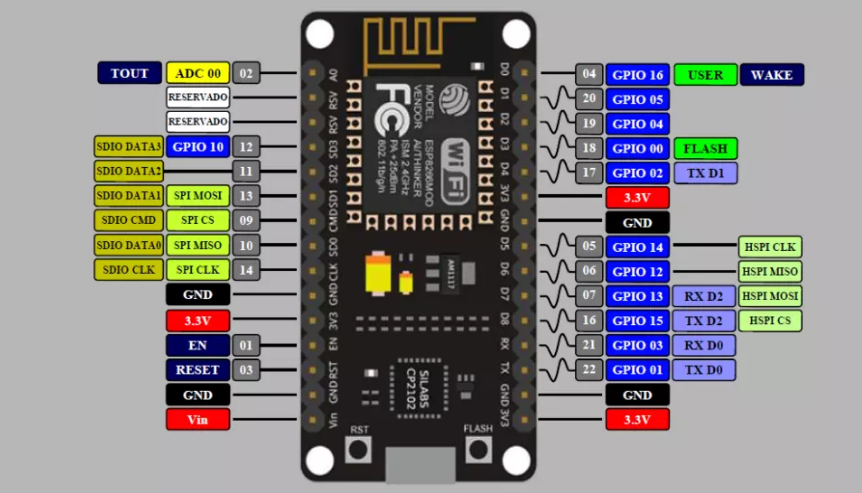 TOUT ADC 00 02
RESERVADO
RESERVADO
SDIO DATA3 GPIO 10 12
SDIO DATA2 11
SDIO DATA1 SPI MOSI 13
SDIO CMD SPI CS 09
SDIO DATA0 SPI MISO 10
SDIO CLK SPI CLK 14
GND
3.3V
EN 01
RESET 03
GND
Vin
A0
RSV
RSV
SD3
SD2
SD1
CMD
SD0
CLK
GND
3V3
EN
RST
GND
Vin
MODEL
VENDOR
ESP8266MOD
AI/THINKER
ISM 2.4GHz
PA +25dBm
802.11b/g/n
FC
Wi Fi
AM1117
SiLABS
CP2102
RST
FLASH
D0
D1
D2
D3
D4
3V3
GND
D5
D6
D7
D8
RX
TX
GND
3V3
04 GPIO 16 USER WAKE
20 GPIO 05
19 GPIO 04
18 GPIO 00 FLASH
17 GPIO 02 TX D1
3.3V
GND
05 GPIO 14 HSPI CLK
06 GPIO 12 HSPI MISO
07 GPIO 13 RX D2 HSPI MOSI
16 GPIO 15 TX D2 HSPI CS
21 GPIO 03 RX D0
22 GPIO 01 TX D0
GND
3.3V